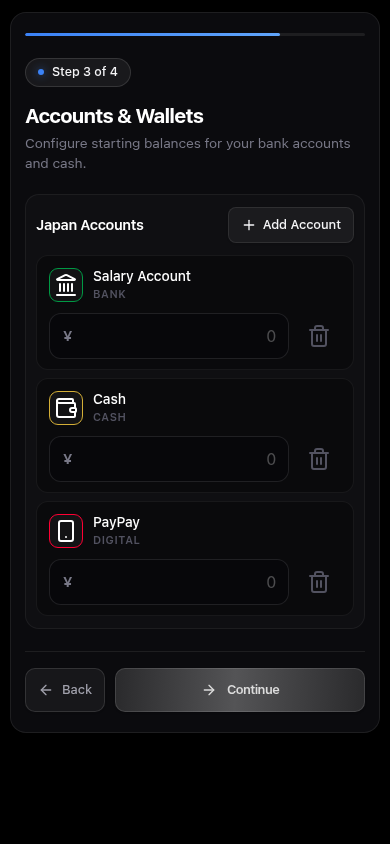 Step 3 of 4
Accounts & Wallets
Configure starting balances for your bank accounts
and cash.
Japan Accounts
Add Account
Salary Account
BANK
¥ 0
Cash
CASH
¥ 0
PayPay
DIGITAL
¥ 0
Back
Continue